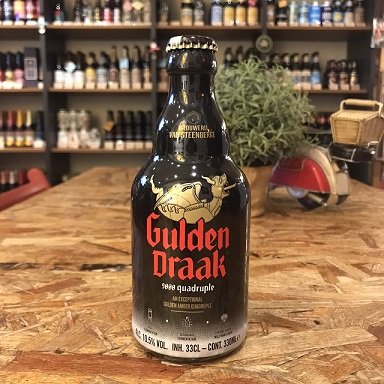 BROUWERIJ
VAN STEENBERGE
Gulden
Draak
9000 quadruple
AN EXCEPTIONAL
GOLDEN AMBER QUADRUPLE
ALC. 10.5% VOL. INH. 33CL – CONT. 330ML